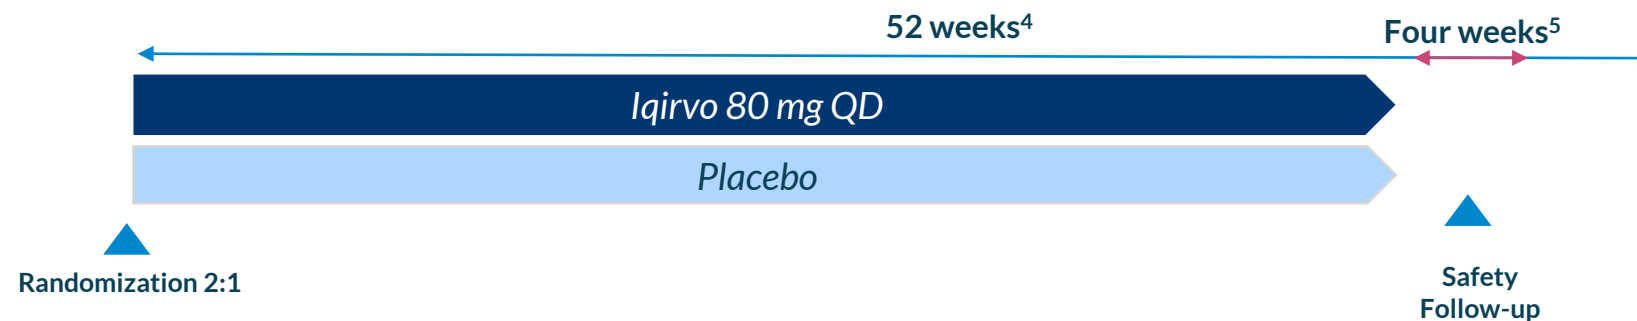 52 weeks⁴
Four weeks⁵
Iqirvo 80 mg QD
Placebo
Randomization 2:1
Safety
Follow-up